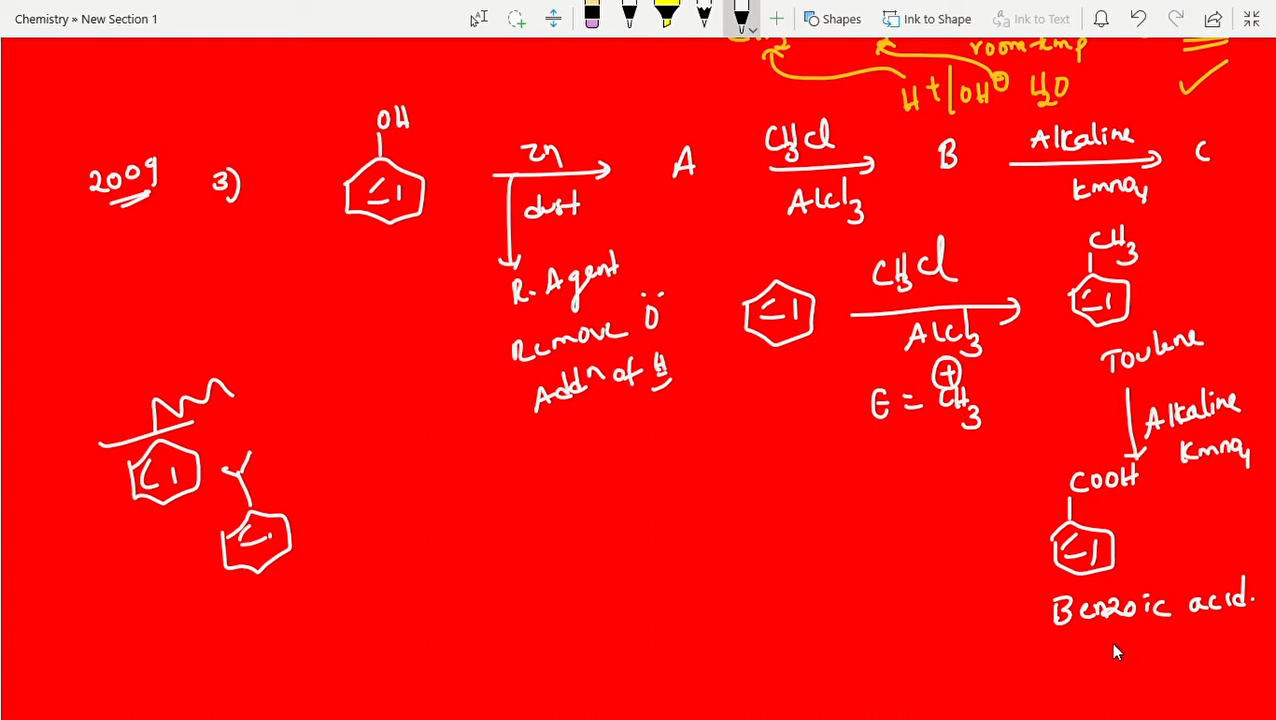 Chemistry » New Section 1
Shapes
Ink to Shape
Ink to Text
room temp
H+/OH⊖ H2O
2009 3)
OH
Zn
dust
A
CH3Cl
AlCl3
B
Alkaline
KmnO4
C
R. Agent
Remove Ö
Addn of H
CH3Cl
AlCl3
E = CH3
+
CH3
Toulene
Alkaline
KmnO4
COOH
Benzoic acid.